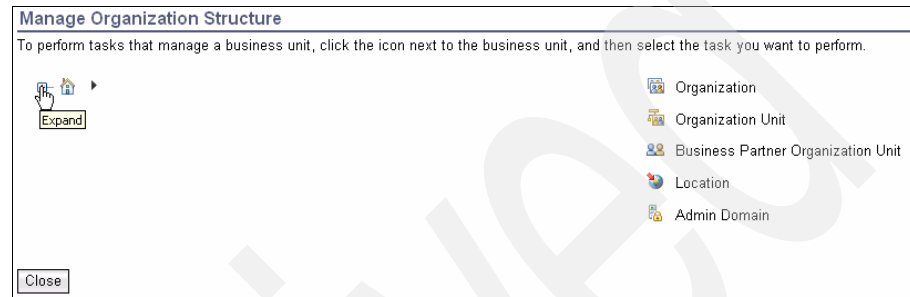 Manage Organization Structure
To perform tasks that manage a business unit, click the icon next to the business unit, and then select the task you want to perform.
Expand
Organization
Organization Unit
Business Partner Organization Unit
Location
Admin Domain
Close